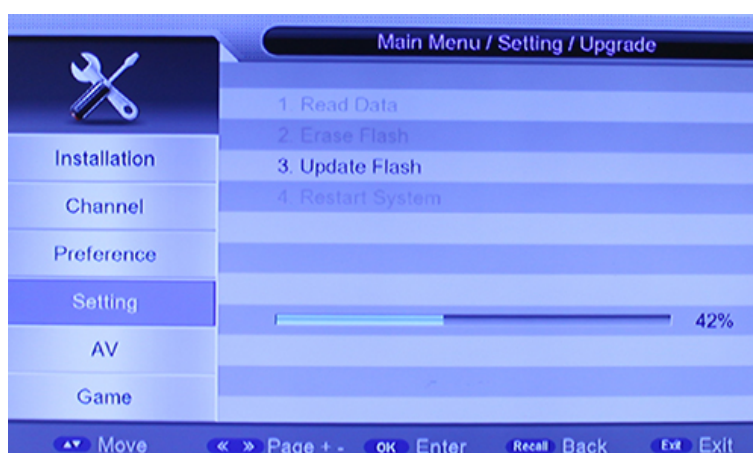 Main Menu / Setting / Upgrade
1. Read Data
2. Erase Flash
3. Update Flash
4. Restart System
42%
Installation
Channel
Preference
Setting
AV
Game
Move « » Page + - OK Enter Recall Back Exit Exit